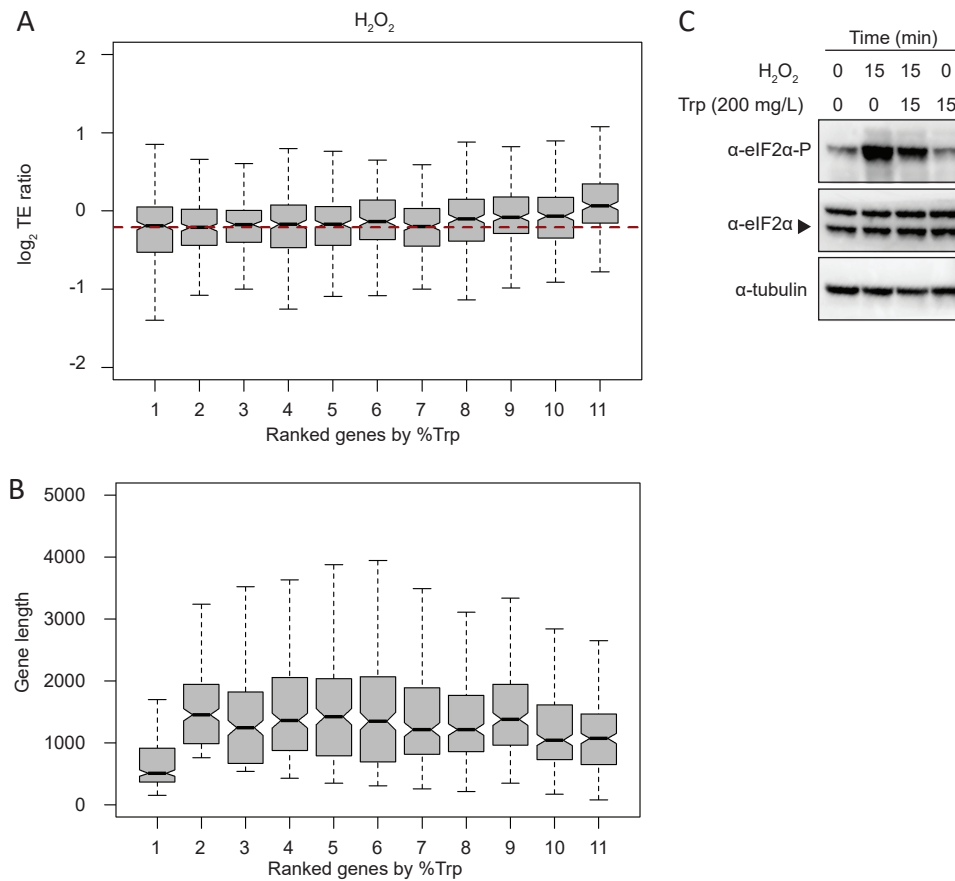 A
H₂O₂
log₂ TE ratio
2
1
0
-1
-2
1 2 3 4 5 6 7 8 9 10 11
Ranked genes by %Trp
B
Gene length
5000
4000
3000
2000
1000
0
1 2 3 4 5 6 7 8 9 10 11
Ranked genes by %Trp
C
Time (min)
H₂O₂ 0 15 15 0
Trp (200 mg/L) 0 0 15 15
α-eIF2α-P
α-eIF2α
α-tubulin